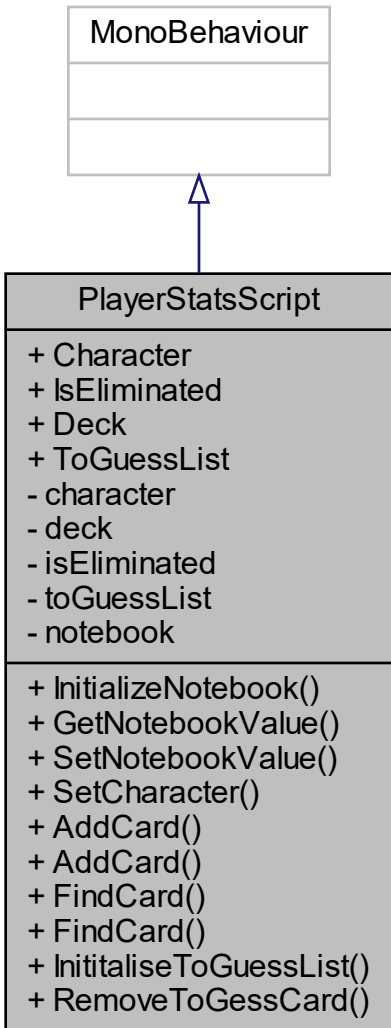 MonoBehaviour
PlayerStatsScript
+ Character
+ IsEliminated
+ Deck
+ ToGuessList
- character
- deck
- isEliminated
- toGuessList
- notebook
+ InitializeNotebook()
+ GetNotebookValue()
+ SetNotebookValue()
+ SetCharacter()
+ AddCard()
+ AddCard()
+ FindCard()
+ FindCard()
+ InititaliseToGuessList()
+ RemoveToGessCard()